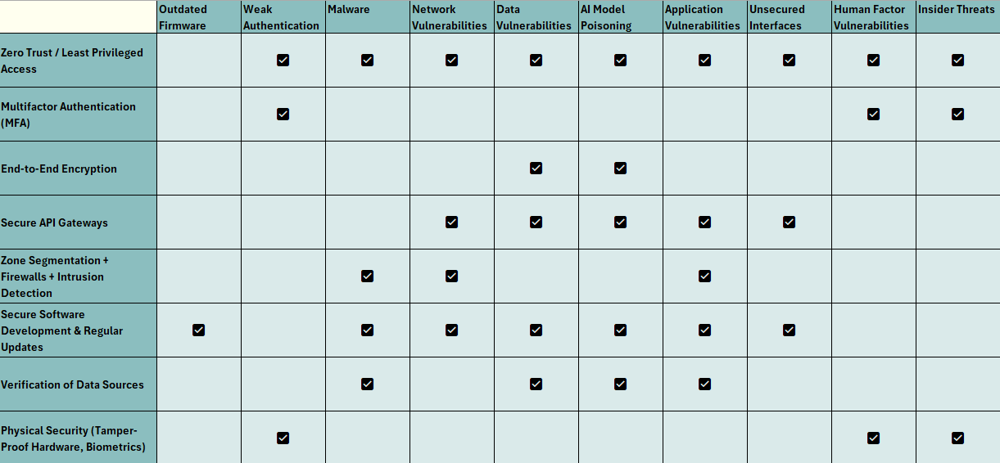 Outdated Firmware
Weak Authentication
Malware
Network Vulnerabilities
Data Vulnerabilities
AI Model Poisoning
Application Vulnerabilities
Unsecured Interfaces
Human Factor Vulnerabilities
Insider Threats
Zero Trust / Least Privileged
Access
Multifactor Authentication
(MFA)
End-to-End Encryption
Secure API Gateways
Zone Segmentation +
Firewalls + Intrusion
Detection
Secure Software
Development & Regular
Updates
Verification of Data Sources
Physical Security (Tamper-
Proof Hardware, Biometrics)